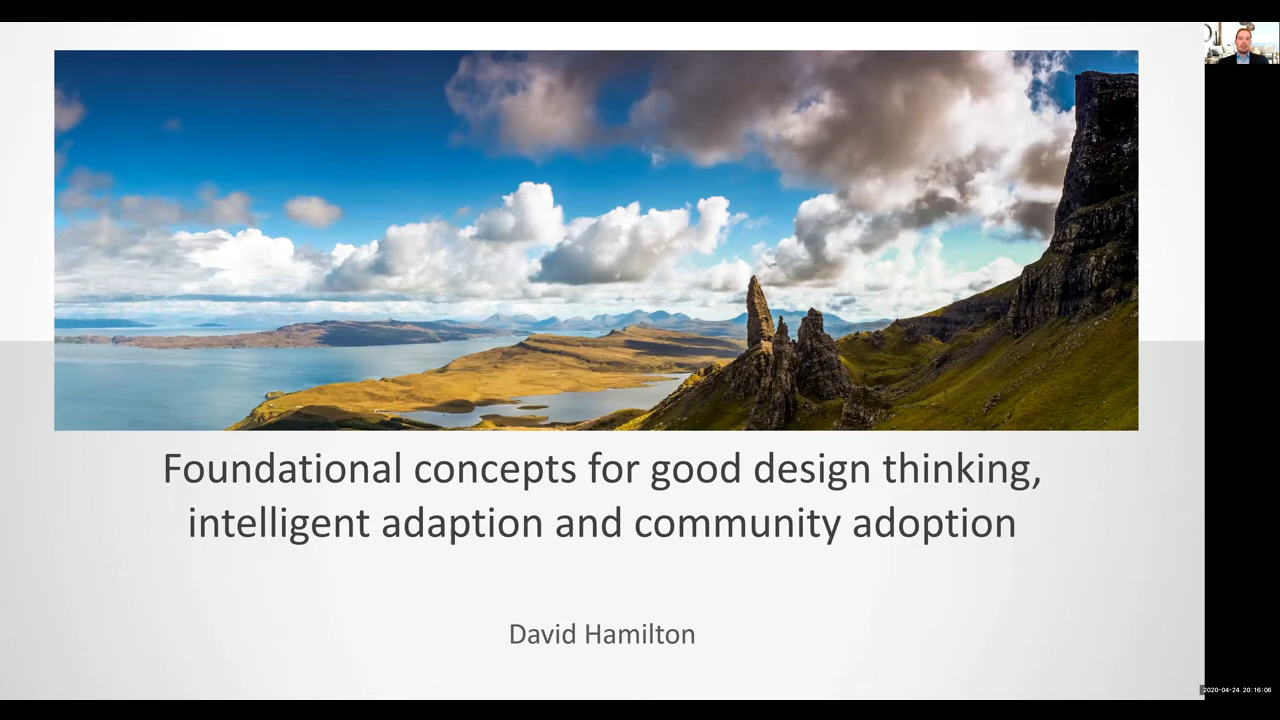 Foundational concepts for good design thinking,
intelligent adaption and community adoption
David Hamilton
2020-04-24 20:16:06